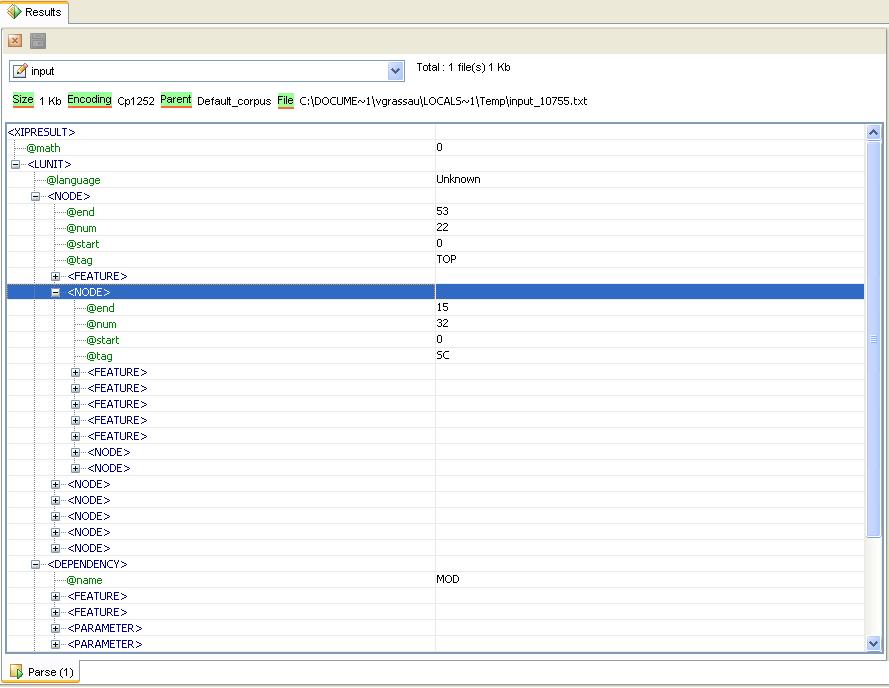 Results
input
Total : 1 file(s) 1 Kb
Size 1 Kb Encoding Cp1252 Parent Default_corpus File C:\DOCUME~1\vgrassau\LOCALS~1\Temp\input_10755.txt
<XIPRESULT>
@math 0
<LUNIT>
@language Unknown
<NODE>
@end 53
@num 22
@start 0
@tag TOP
<FEATURE>
<NODE>
@end 15
@num 32
@start 0
@tag SC
<FEATURE>
<FEATURE>
<FEATURE>
<FEATURE>
<FEATURE>
<NODE>
<NODE>
<NODE>
<NODE>
<NODE>
<NODE>
<NODE>
<DEPENDENCY>
@name MOD
<FEATURE>
<FEATURE>
<PARAMETER>
<PARAMETER>
Parse (1)